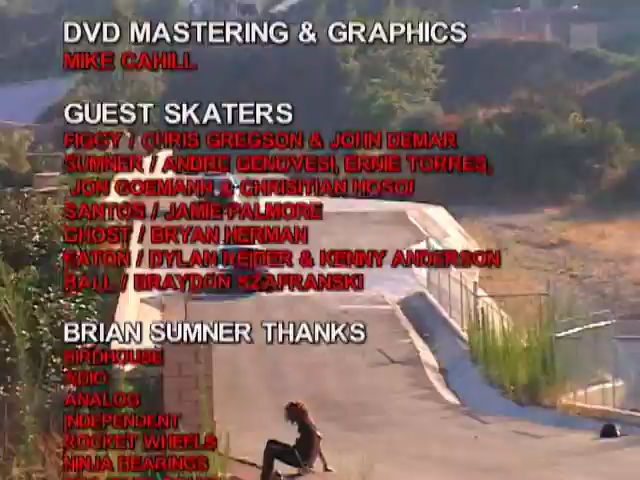 DVD MASTERING & GRAPHICS
MIKE CAHILL
GUEST SKATERS
FIGGY / CHRIS GREGSON & JOHN DEMAR
SUMNER / ANDRE GENOVESI, ERNIE TORRES,
JON GOEMANN & CHRISITIAN HOSOI
SANTOS / JAMIE PALMORE
GHOST / BRYAN HERMAN
EATON / DYLAN REIDER & KENNY ANDERSON
BALL / BRAYDON SZAFRANSKI
BRIAN SUMNER THANKS
BIRDHOUSE
ADIO
ANALOG
INDEPENDENT
ROCKET WHEELS
NINJA BEARINGS